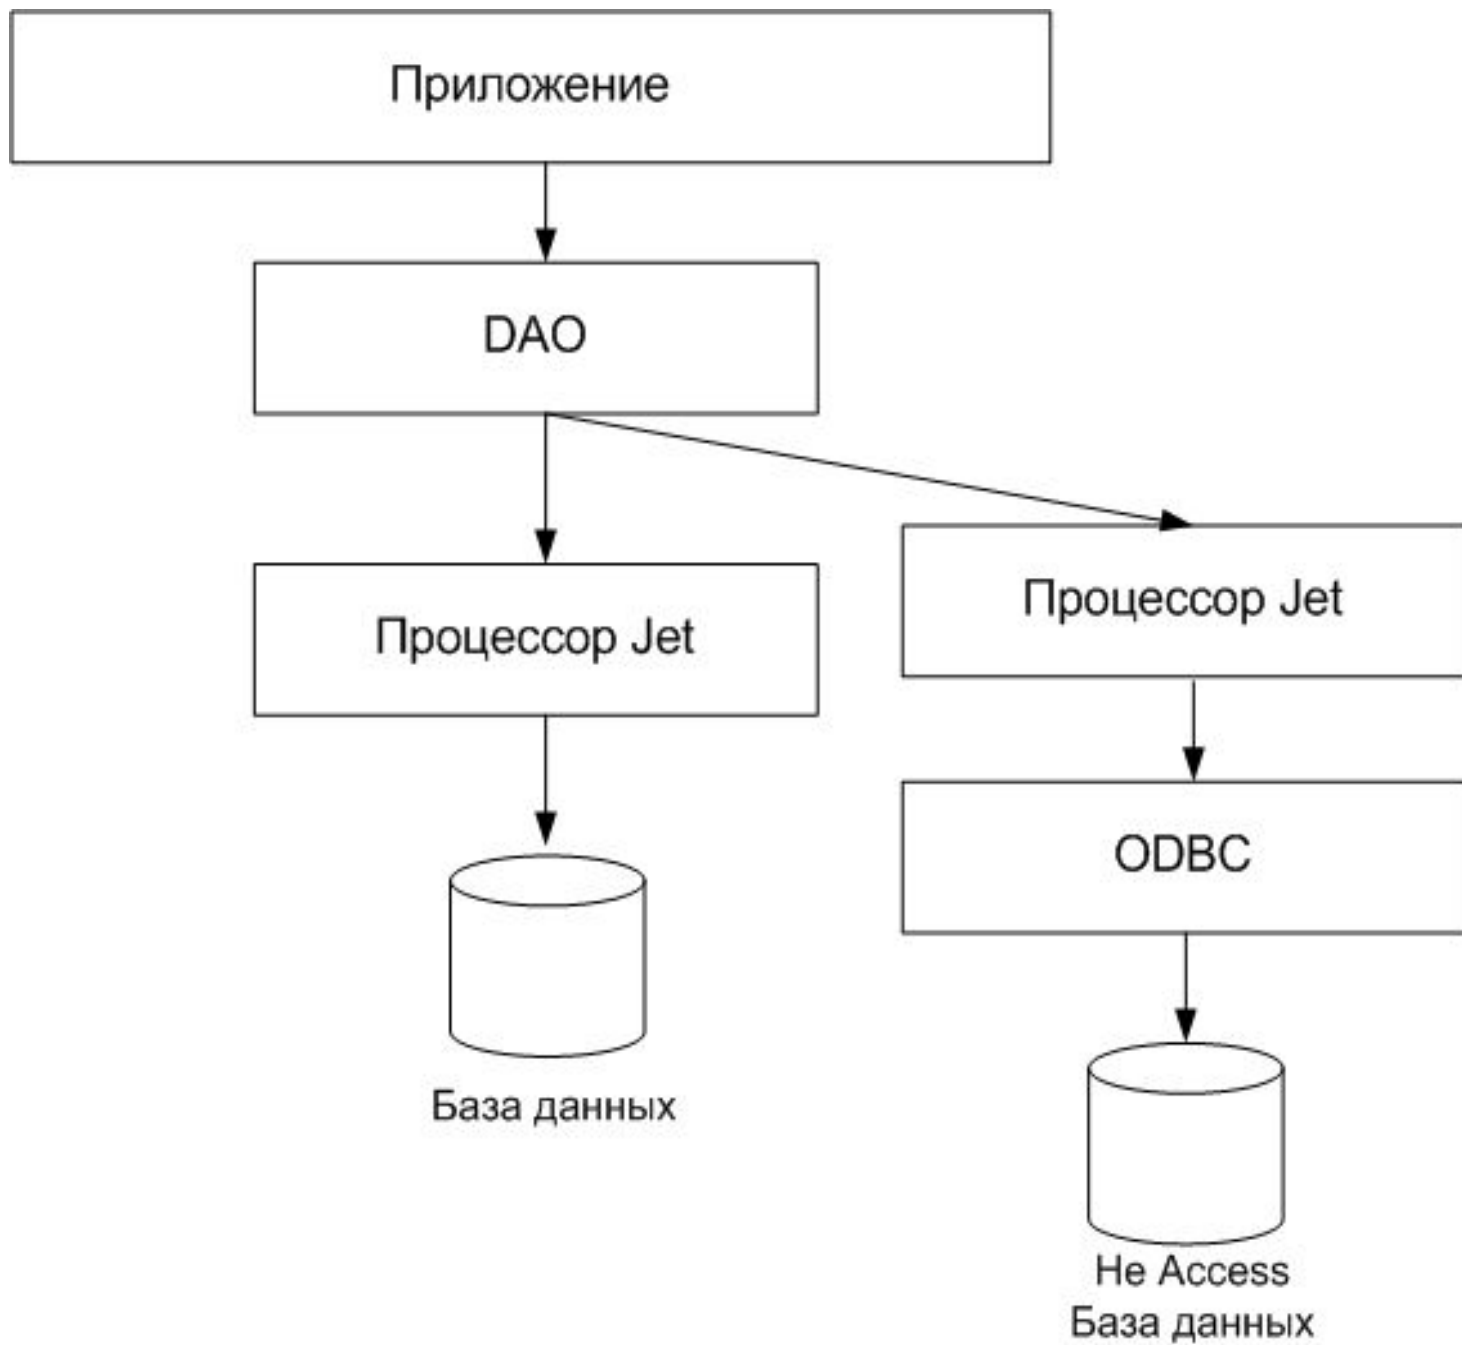 Приложение
DAO
Процессор Jet
Процессор Jet
ODBC
База данных
Не Access
База данных